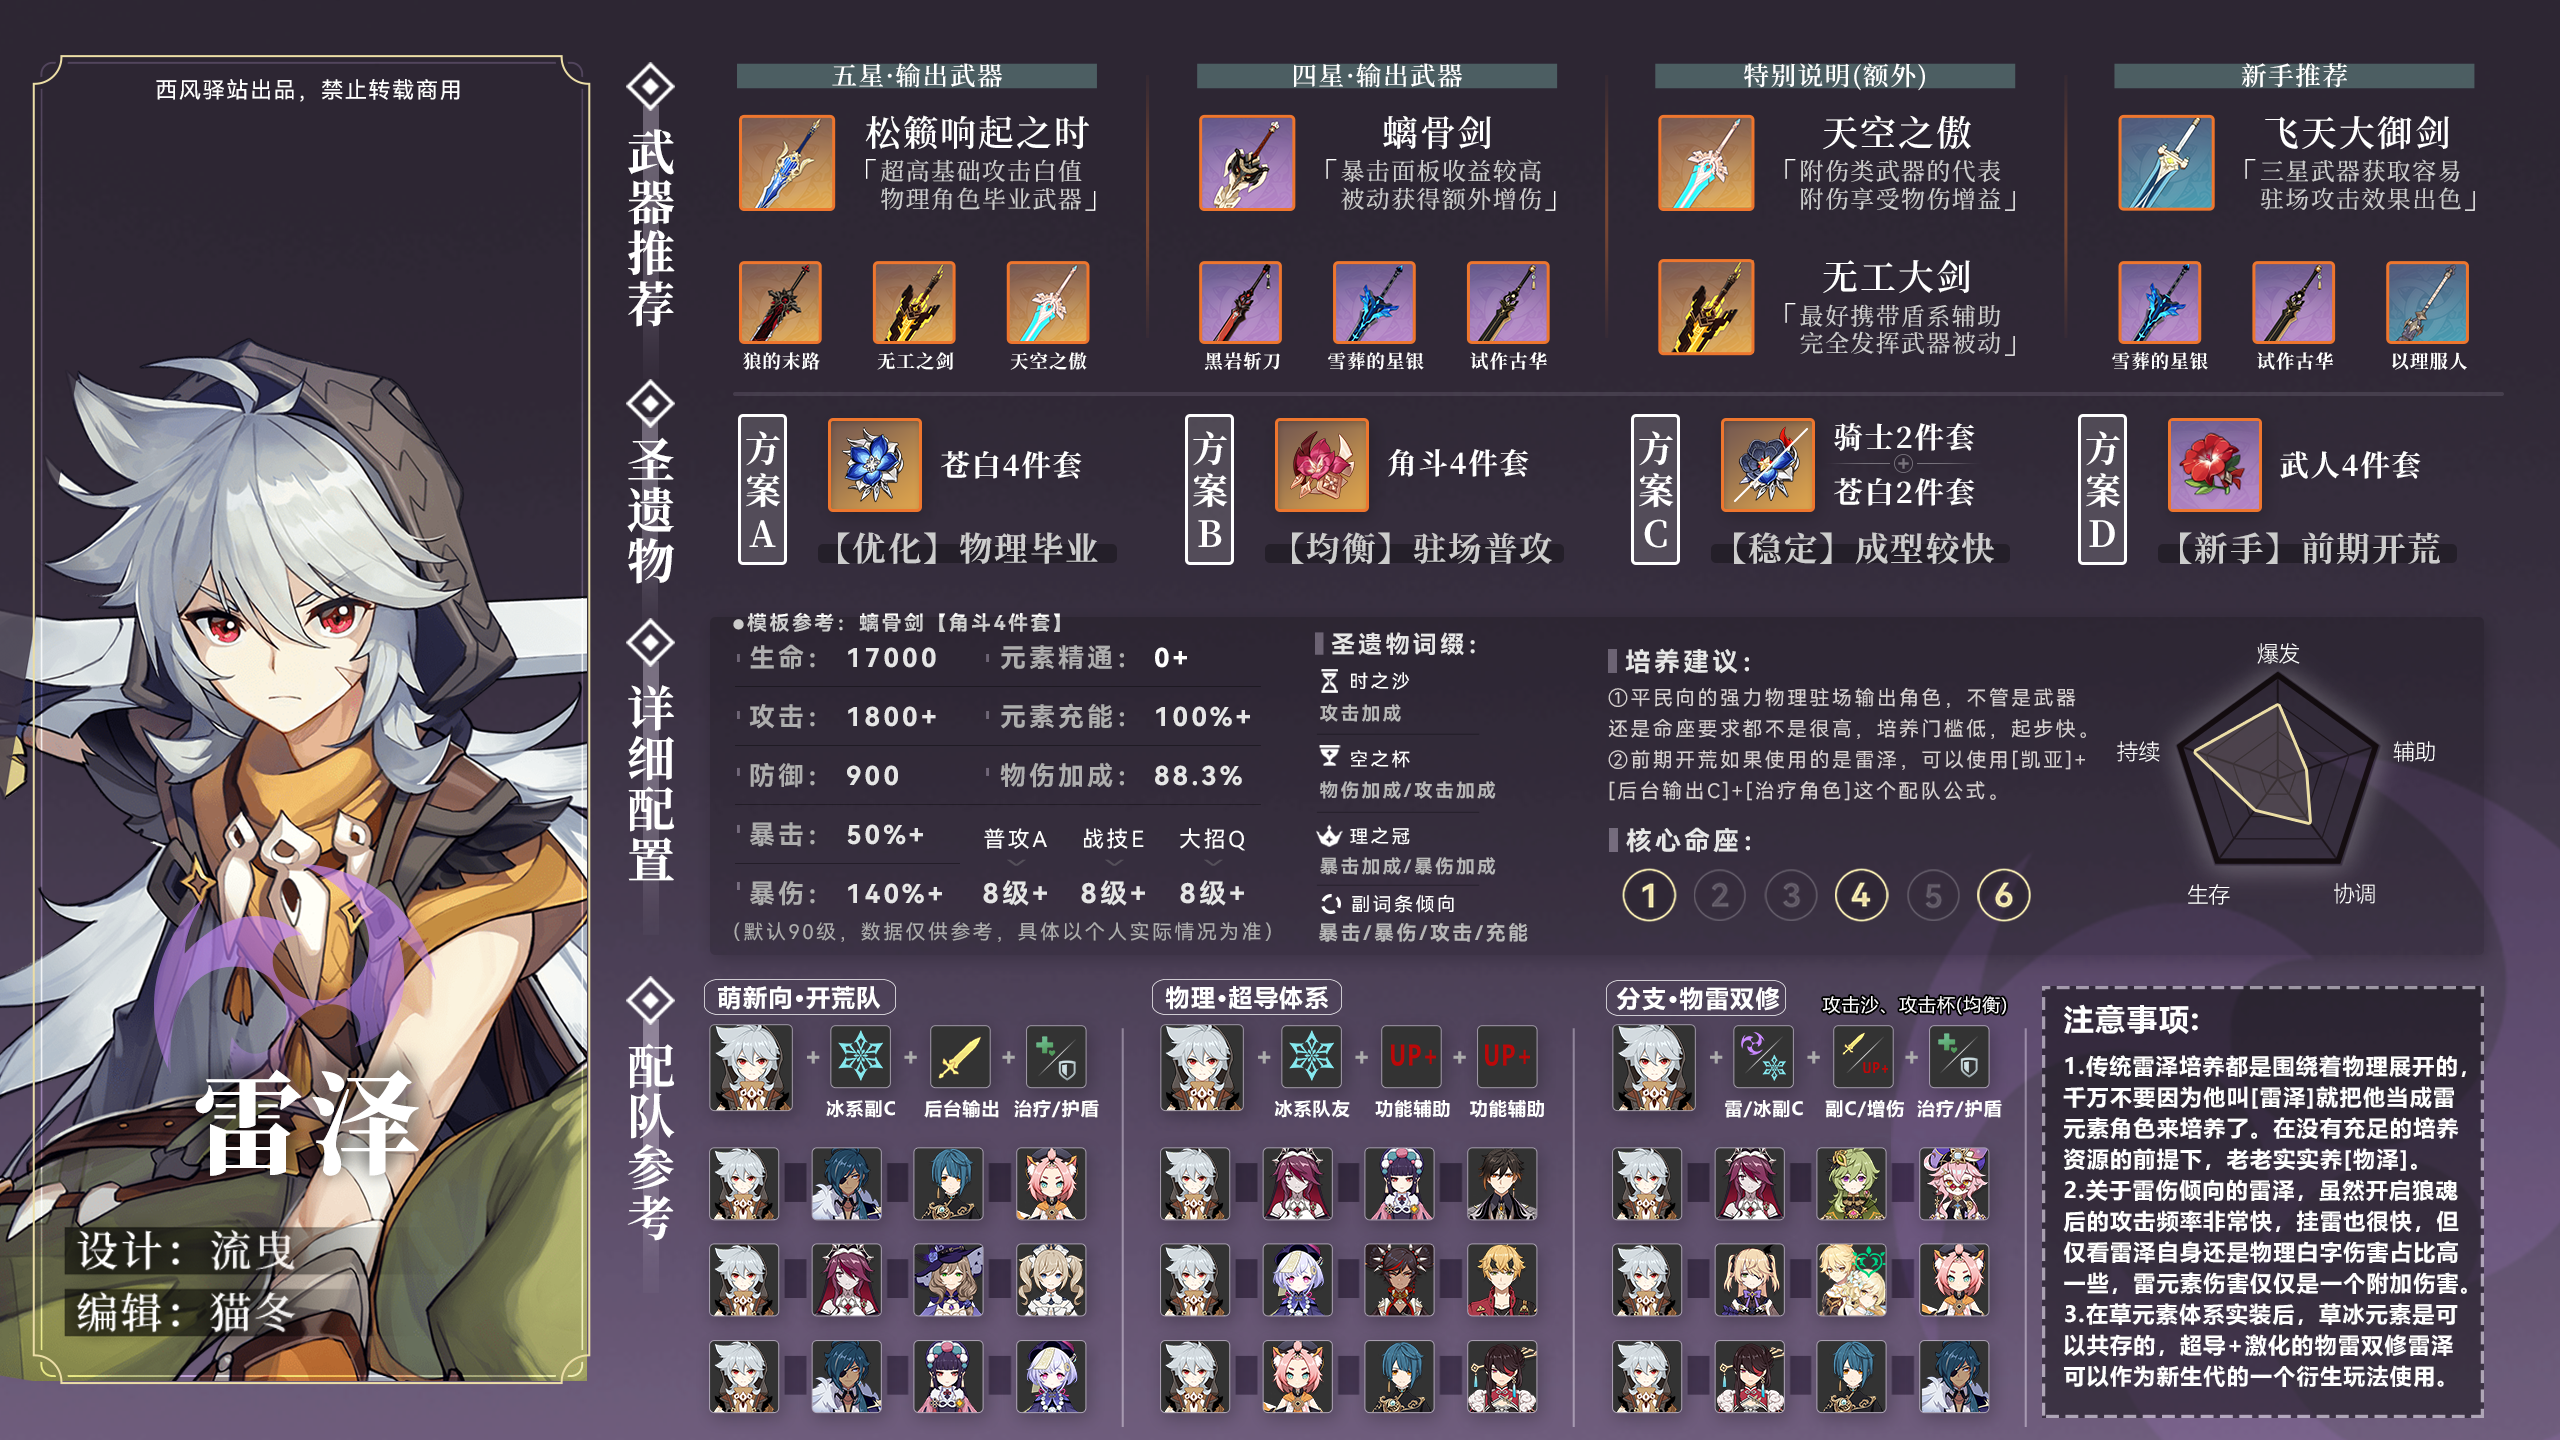 西风驿站出品，禁止转载商用
雷泽
设计：流曳
编辑：猫冬
武器推荐
五星·输出武器
松籁响起之时
「超高基础攻击白值
物理角色毕业武器」
狼的末路
无工之剑
天空之傲
四星·输出武器
螭骨剑
「暴击面板收益较高
被动获得额外增伤」
黑岩斩刀
雪葬的星银
试作古华
特别说明(额外)
天空之傲
「附伤类武器的代表
附伤享受物伤增益」
无工大剑
「最好携带盾系辅助
完全发挥武器被动」
新手推荐
飞天大御剑
「三星武器获取容易
驻场攻击效果出色」
雪葬的星银
试作古华
以理服人
圣遗物
方案A
苍白4件套
【优化】物理毕业
方案B
角斗4件套
【均衡】驻场普攻
方案C
骑士2件套
苍白2件套
【稳定】成型较快
方案D
武人4件套
【新手】前期开荒
详细配置
●模板参考：螭骨剑【角斗4件套】
生命： 17000 元素精通： 0+
攻击： 1800+ 元素充能： 100%+
防御： 900 物伤加成： 88.3%
暴击： 50%+ 普攻A 战技E 大招Q
暴伤： 140%+ 8级+ 8级+ 8级+
(默认90级，数据仅供参考，具体以个人实际情况为准)
圣遗物词缀：
时之沙
攻击加成
空之杯
物伤加成/攻击加成
理之冠
暴击加成/暴伤加成
副词条倾向
暴击/暴伤/攻击/充能
培养建议：
①平民向的强力物理驻场输出角色，不管是武器
还是命座要求都不是很高，培养门槛低，起步快。
②前期开荒如果使用的是雷泽，可以使用[凯亚]+
[后台输出C]+[治疗角色]这个配队公式。
核心命座：
1 2 3 4 5 6
爆发
持续
辅助
生存
协调
配队参考
萌新向•开荒队
+ + +
冰系副C 后台输出 治疗/护盾
物理•超导体系
+ + UP+ + UP+
冰系队友 功能辅助 功能辅助
分支•物雷双修
攻击沙、攻击杯(均衡)
+ + UP+ +
雷/冰副C 副C/增伤 治疗/护盾
注意事项:
1.传统雷泽培养都是围绕着物理展开的，
千万不要因为他叫[雷泽]就把他当成雷
元素角色来培养了。在没有充足的培养
资源的前提下，老老实实养[物泽]。
2.关于雷伤倾向的雷泽，虽然开启狼魂
后的攻击频率非常快，挂雷也很快，但
仅看雷泽自身还是物理白字伤害占比高
一些，雷元素伤害仅仅是一个附加伤害。
3.在草元素体系实装后，草冰元素是可
以共存的，超导+激化的物雷双修雷泽
可以作为新生代的一个衍生玩法使用。